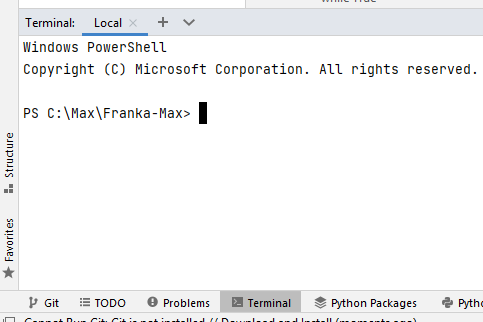 while True
Terminal: Local × + ∨
Windows PowerShell
Copyright (C) Microsoft Corporation. All rights reserved.
PS C:\Max\Franka-Max>
Structure
Favorites
Git TODO Problems Terminal Python Packages Pyth
Cannot Run Git: Git is not installed // Download and Install (moments ago)